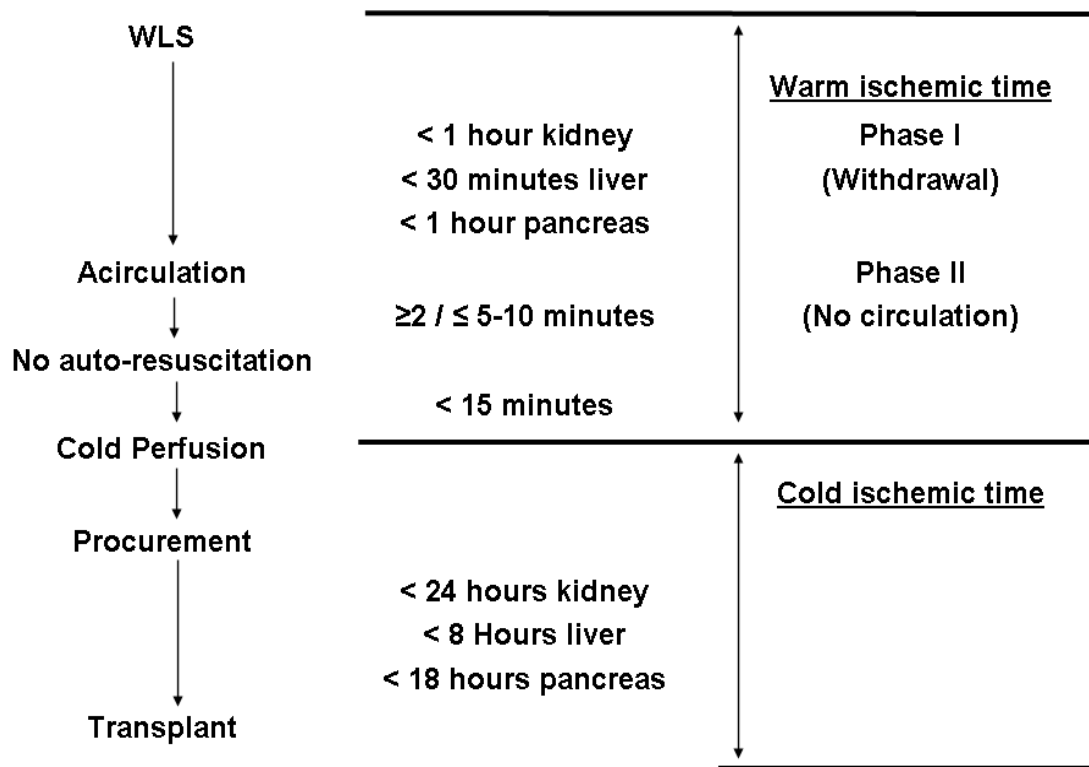 WLS
Warm ischemic time
< 1 hour kidney
Phase I
< 30 minutes liver
(Withdrawal)
< 1 hour pancreas
Acirculation
Phase II
≥2 / ≤ 5-10 minutes
(No circulation)
No auto-resuscitation
< 15 minutes
Cold Perfusion
Cold ischemic time
Procurement
< 24 hours kidney
< 8 Hours liver
< 18 hours pancreas
Transplant